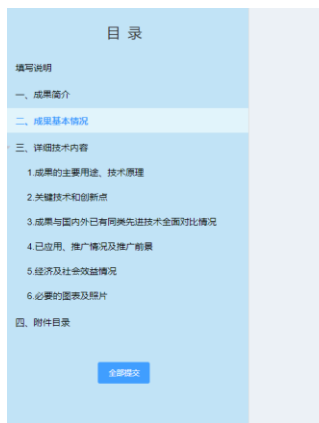 目 录
填写说明
一、成果简介
二、成果基本情况
三、详细技术内容
1.成果的主要用途、技术原理
2.关键技术和创新点
3.成果与国内外已有同类先进技术全面对比情况
4.已应用、推广情况及推广前景
5.经济及社会效益情况
6.必要的图表及照片
四、附件目录
全部提交